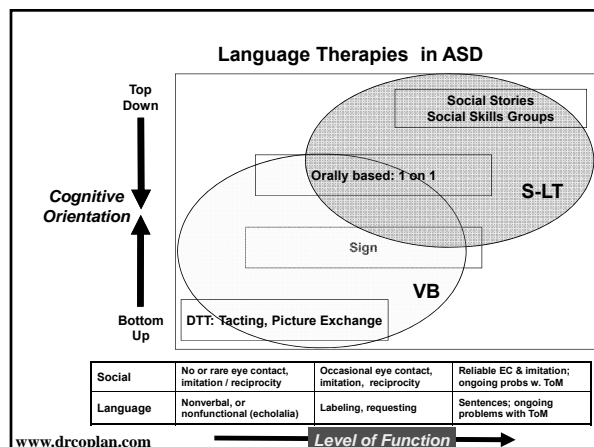 Language Therapies in ASD
Top
Down
Cognitive
Orientation
Bottom
Up
Social Stories
Social Skills Groups
Orally based: 1 on 1
S-LT
Sign
VB
DTT: Tacting, Picture Exchange
Social
No or rare eye contact,
imitation / reciprocity
Occasional eye contact,
imitation, reciprocity
Reliable EC & imitation;
ongoing probs w. ToM
Language
Nonverbal, or
nonfunctional (echolalia)
Labeling, requesting
Sentences; ongoing
problems with ToM
www.drcoplan.com
Level of Function